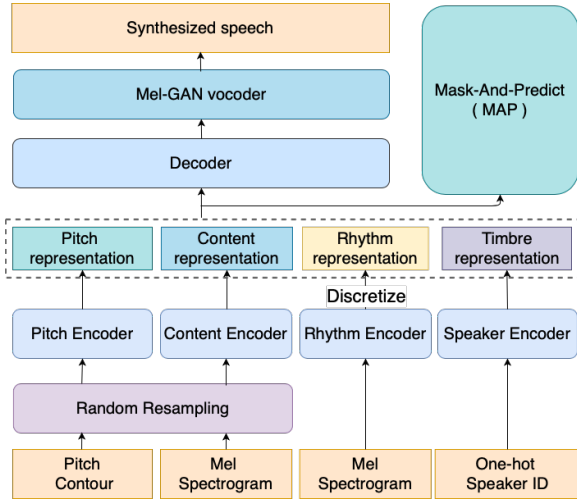 Synthesized speech
Mel-GAN vocoder
Mask-And-Predict
( MAP )
Decoder
Pitch
representation
Content
representation
Rhythm
representation
Timbre
representation
Discretize
Pitch Encoder
Content Encoder
Rhythm Encoder
Speaker Encoder
Random Resampling
Pitch
Contour
Mel
Spectrogram
Mel
Spectrogram
One-hot
Speaker ID